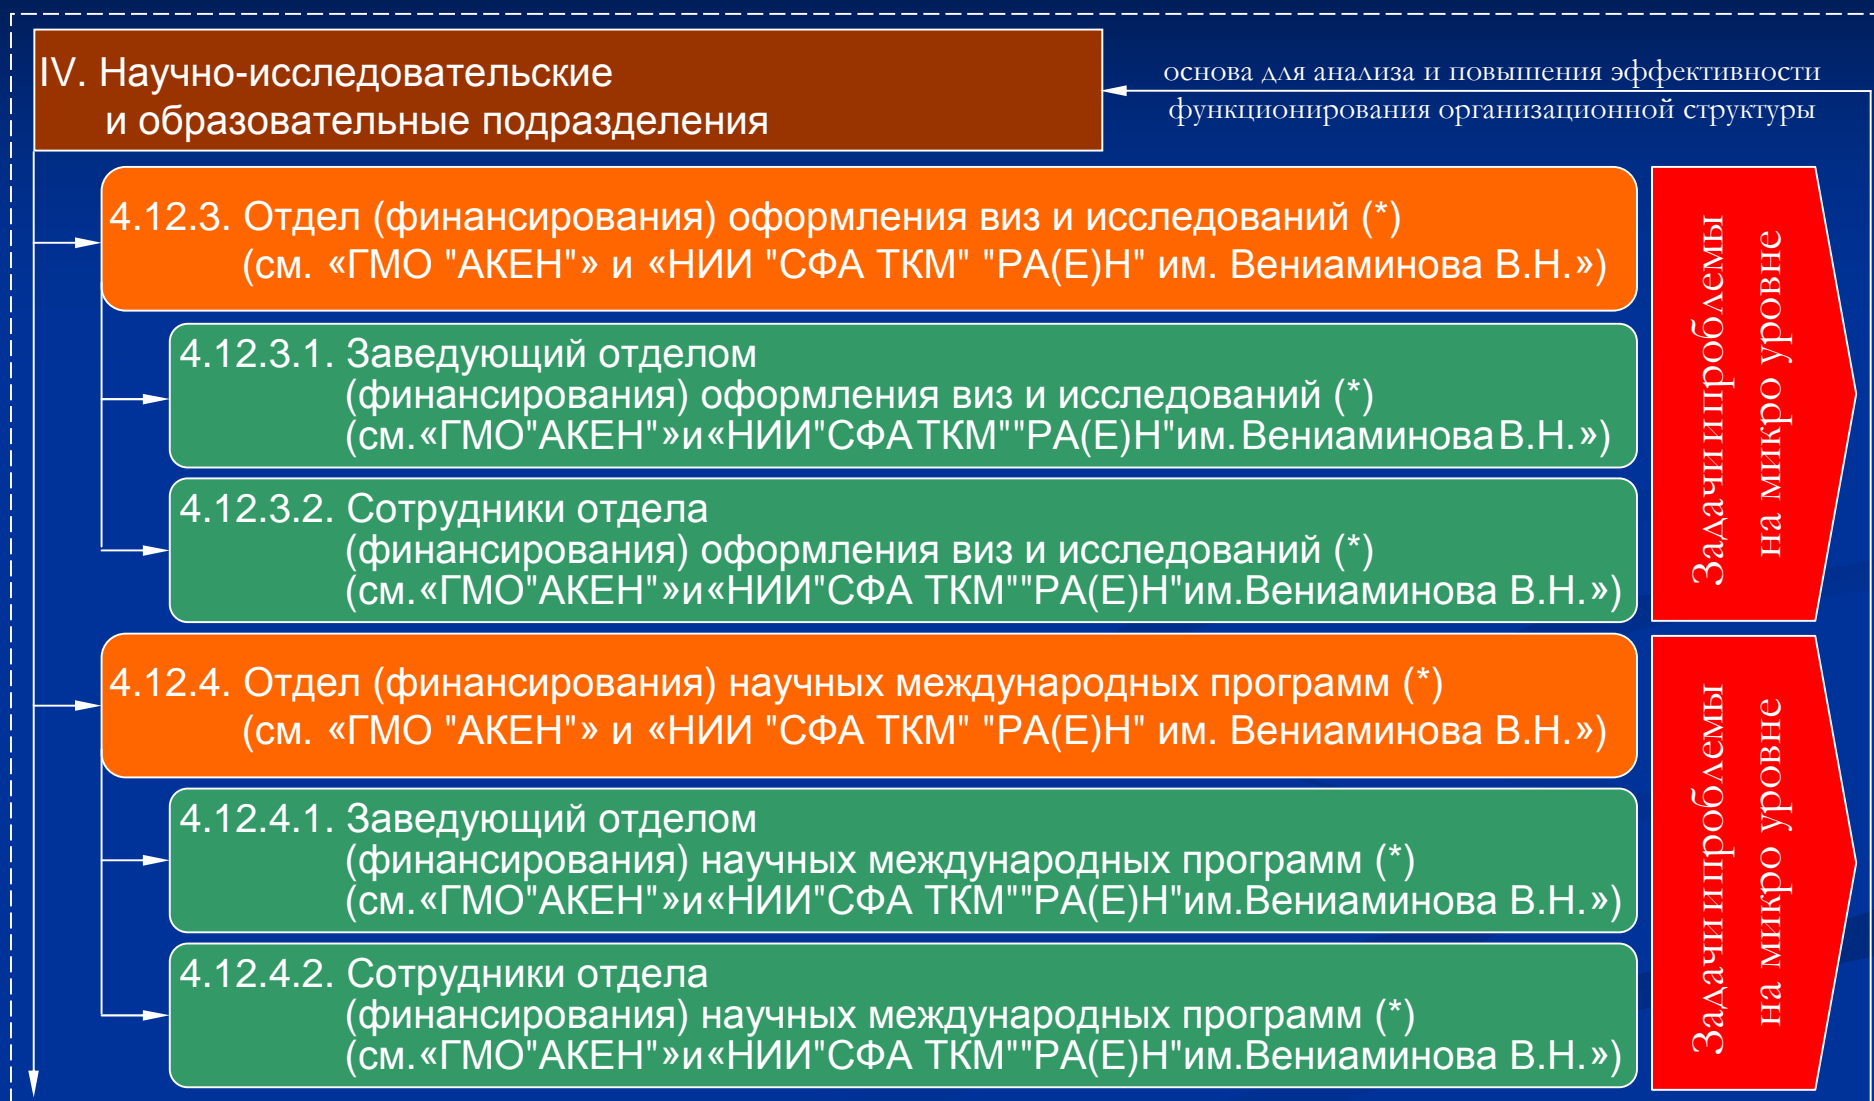 IV. Научно-исследовательские
и образовательные подразделения
основа для анализа и повышения эффективности
функционирования организационной структуры
4.12.3. Отдел (финансирования) оформления виз и исследований (*)
(см. «ГМО "АКЕН"» и «НИИ "СФА ТКМ" "РА(Е)Н" им. Вениаминова В.Н.»)
4.12.3.1. Заведующий отделом
(финансирования) оформления виз и исследований (*)
(см.«ГМО"АКЕН"»и«НИИ"СФА ТКМ""РА(Е)Н"им.Вениаминова В.Н.»)
4.12.3.2. Сотрудники отдела
(финансирования) оформления виз и исследований (*)
(см.«ГМО"АКЕН"»и«НИИ"СФА ТКМ""РА(Е)Н"им.Вениаминова В.Н.»)
Задачи и проблемы
на микро уровне
4.12.4. Отдел (финансирования) научных международных программ (*)
(см. «ГМО "АКЕН"» и «НИИ "СФА ТКМ" "РА(Е)Н" им. Вениаминова В.Н.»)
4.12.4.1. Заведующий отделом
(финансирования) научных международных программ (*)
(см.«ГМО"АКЕН"»и«НИИ"СФА ТКМ""РА(Е)Н"им.Вениаминова В.Н.»)
4.12.4.2. Сотрудники отдела
(финансирования) научных международных программ (*)
(см.«ГМО"АКЕН"»и«НИИ"СФА ТКМ""РА(Е)Н"им.Вениаминова В.Н.»)
Задачи и проблемы
на микро уровне